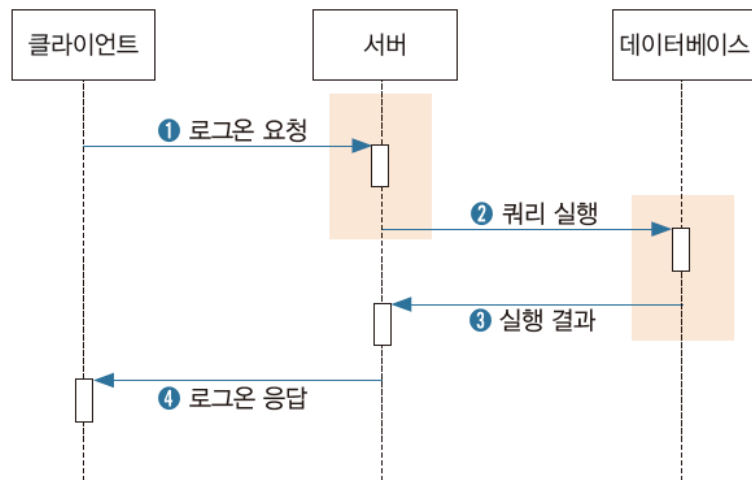 클라이언트
서버
데이터베이스
❶ 로그온 요청
❷ 쿼리 실행
❸ 실행 결과
❹ 로그온 응답